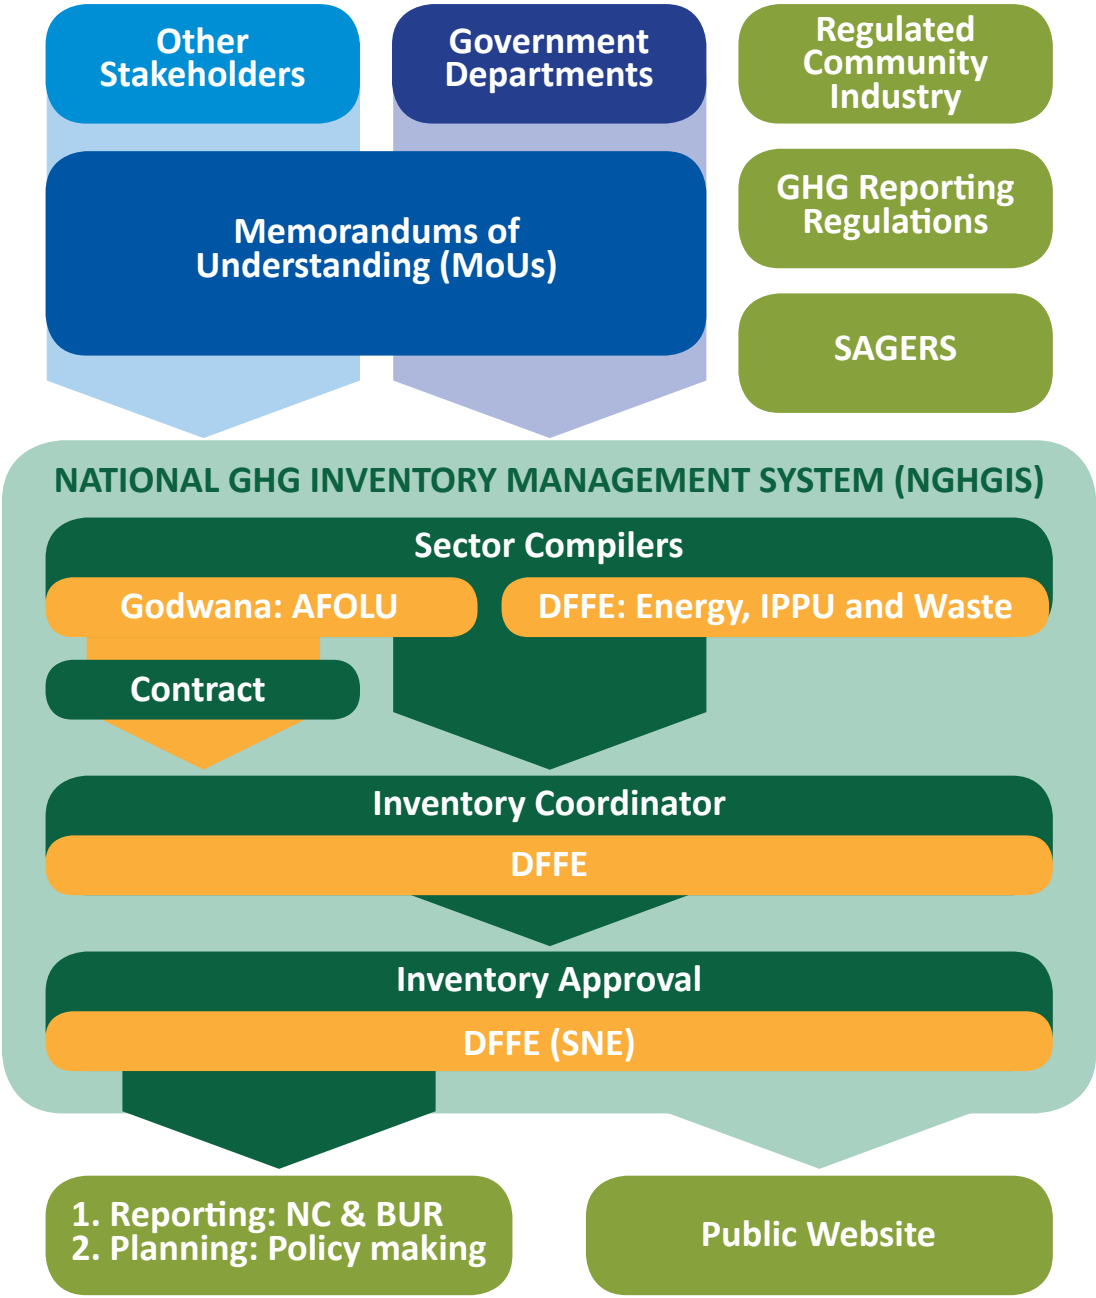 Other
Stakeholders
Government
Departments
Regulated
Community
Industry
Memorandums of
Understanding (MoUs)
GHG Reporting
Regulations
SAGERS
NATIONAL GHG INVENTORY MANAGEMENT SYSTEM (NGHGIS)
Sector Compilers
Godwana: AFOLU
DFFE: Energy, IPPU and Waste
Contract
Inventory Coordinator
DFFE
Inventory Approval
DFFE (SNE)
1. Reporting: NC & BUR
2. Planning: Policy making
Public Website